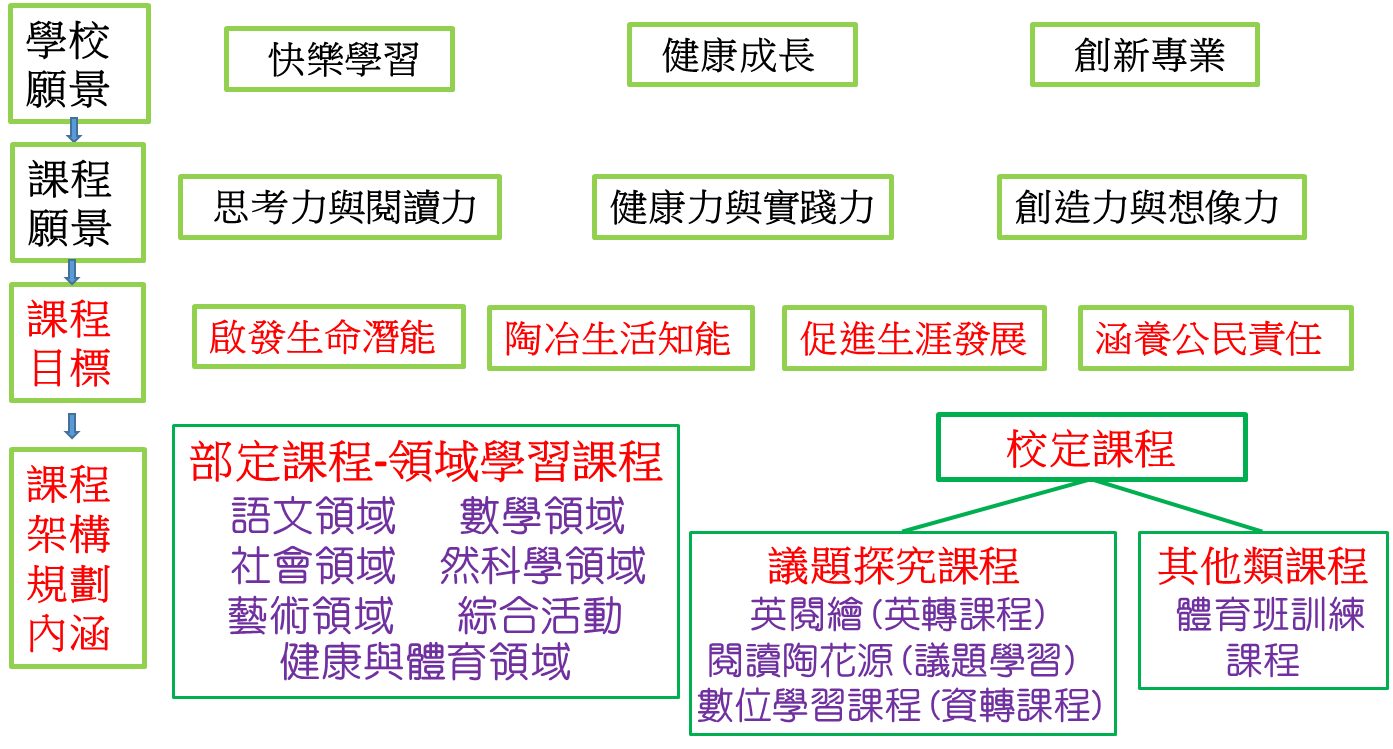 學校
願景
快樂學習
健康成長
創新專業
課程
願景
思考力與閱讀力
健康力與實踐力
創造力與想像力
課程
目標
啟發生命潛能
陶冶生活知能
促進生涯發展
涵養公民責任
課程
架構
規劃
內涵
部定課程-領域學習課程
語文領域 數學領域
社會領域 然科學領域
藝術領域 綜合活動
健康與體育領域
校定課程
議題探究課程
英閱繪(英轉課程)
閱讀陶花源(議題學習)
數位學習課程(資轉課程)
其他類課程
體育班訓練
課程